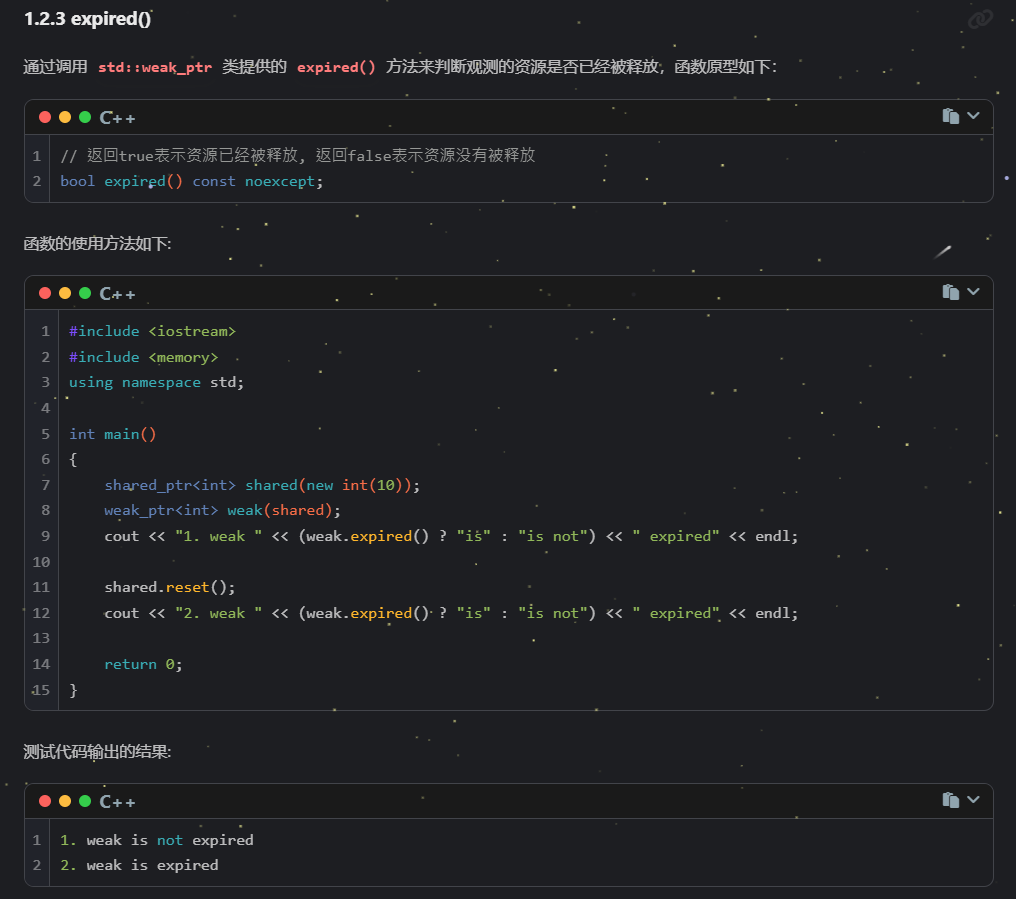 1.2.3 expired()
通过调用 std::weak_ptr 类提供的 expired() 方法来判断观测的资源是否已经被释放，函数原型如下：
C++
1 // 返回true表示资源已经被释放, 返回false表示资源没有被释放
2 bool expired() const noexcept;
函数的使用方法如下:
C++
1 #include <iostream>
2 #include <memory>
3 using namespace std;
4
5 int main()
6 {
7     shared_ptr<int> shared(new int(10));
8     weak_ptr<int> weak(shared);
9     cout << "1. weak " << (weak.expired() ? "is" : "is not") << " expired" << endl;
10
11     shared.reset();
12     cout << "2. weak " << (weak.expired() ? "is" : "is not") << " expired" << endl;
13
14     return 0;
15 }
测试代码输出的结果:
C++
1 1. weak is not expired
2 2. weak is expired